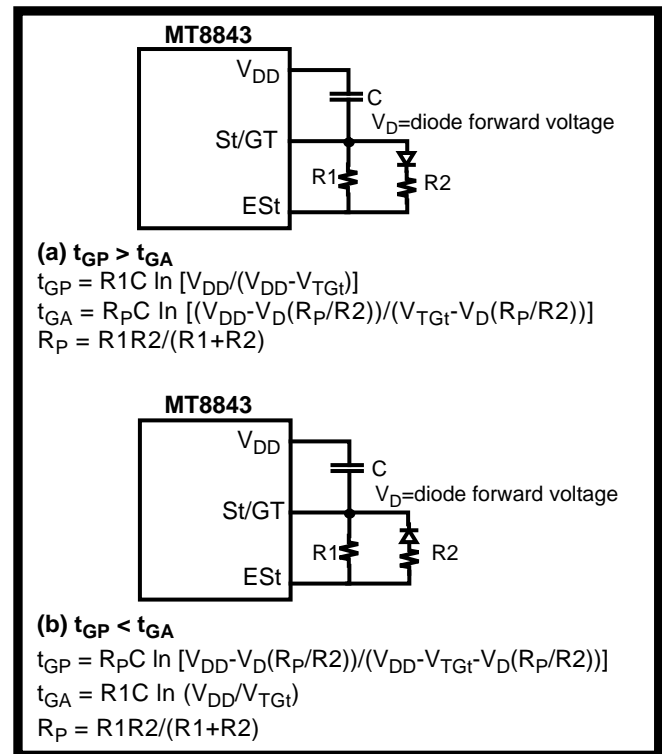 MT8843
VDD
C
VD=diode forward voltage
St/GT
R1
R2
ESt
(a) tGP > tGA
tGP = R1C ln [VDD/(VDD-VTGt)]
tGA = RPC ln [(VDD-VD(RP/R2))/(VTGt-VD(RP/R2))]
RP = R1R2/(R1+R2)
MT8843
VDD
C
VD=diode forward voltage
St/GT
R1
R2
ESt
(b) tGP < tGA
tGP = RPC ln [VDD-VD(RP/R2))/(VDD-VTGt-VD(RP/R2))]
tGA = R1C ln (VDD/VTGt)
RP = R1R2/(R1+R2)